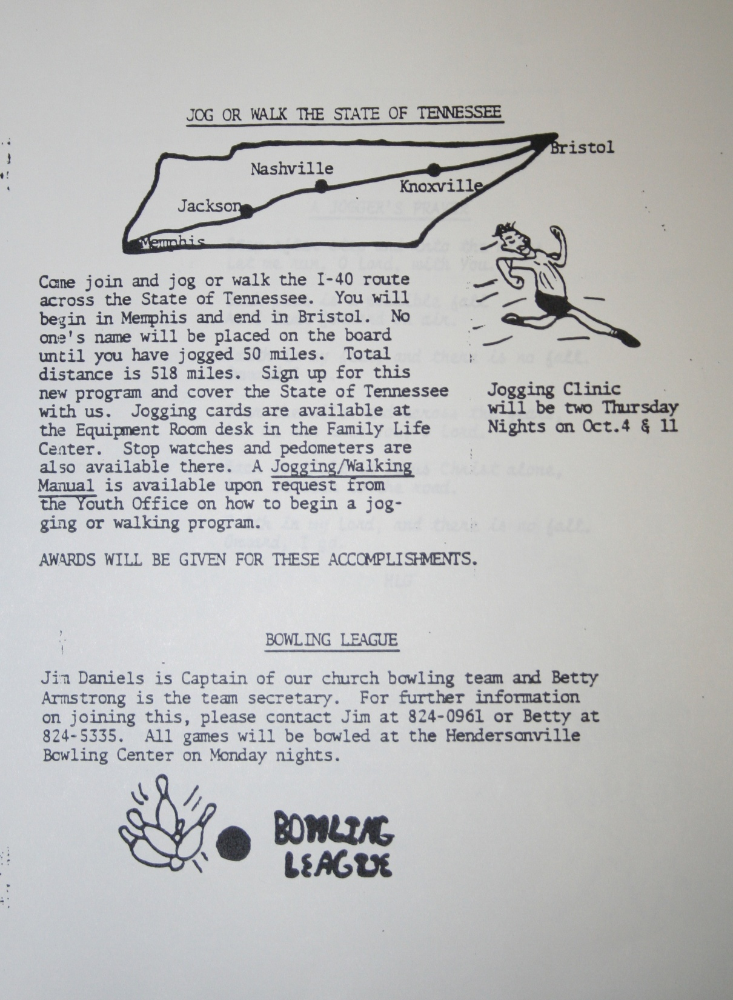 JOG OR WALK THE STATE OF TENNESSEE
Bristol
Nashville
Knoxville
Jackson
Memphis
Come join and jog or walk the I-40 route
across the State of Tennessee. You will
begin in Memphis and end in Bristol. No
one's name will be placed on the board
until you have jogged 50 miles. Total
distance is 518 miles. Sign up for this
new program and cover the State of Tennessee
with us. Jogging cards are available at
the Equipment Room desk in the Family Life
Center. Stop watches and pedometers are
also available there. A Jogging/Walking
Manual is available upon request from
the Youth Office on how to begin a jog-
ging or walking program.
Jogging Clinic
will be two Thursday
Nights on Oct.4 & 11
AWARDS WILL BE GIVEN FOR THESE ACCOMPLISHMENTS.
BOWLING LEAGUE
Jim Daniels is Captain of our church bowling team and Betty
Armstrong is the team secretary. For further information
on joining this, please contact Jim at 824-0961 or Betty at
824-5335. All games will be bowled at the Hendersonville
Bowling Center on Monday nights.
BOWLING
LEAGUE